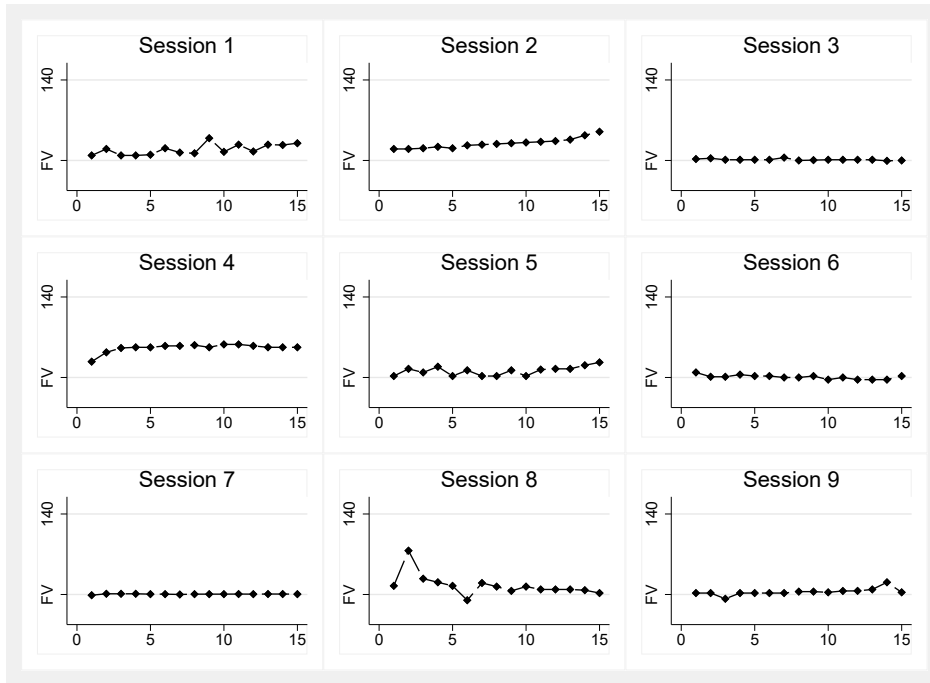 Session 1
140
FV
0 5 10 15
Session 2
140
FV
0 5 10 15
Session 3
140
FV
0 5 10 15
Session 4
140
FV
0 5 10 15
Session 5
140
FV
0 5 10 15
Session 6
140
FV
0 5 10 15
Session 7
140
FV
0 5 10 15
Session 8
140
FV
0 5 10 15
Session 9
140
FV
0 5 10 15